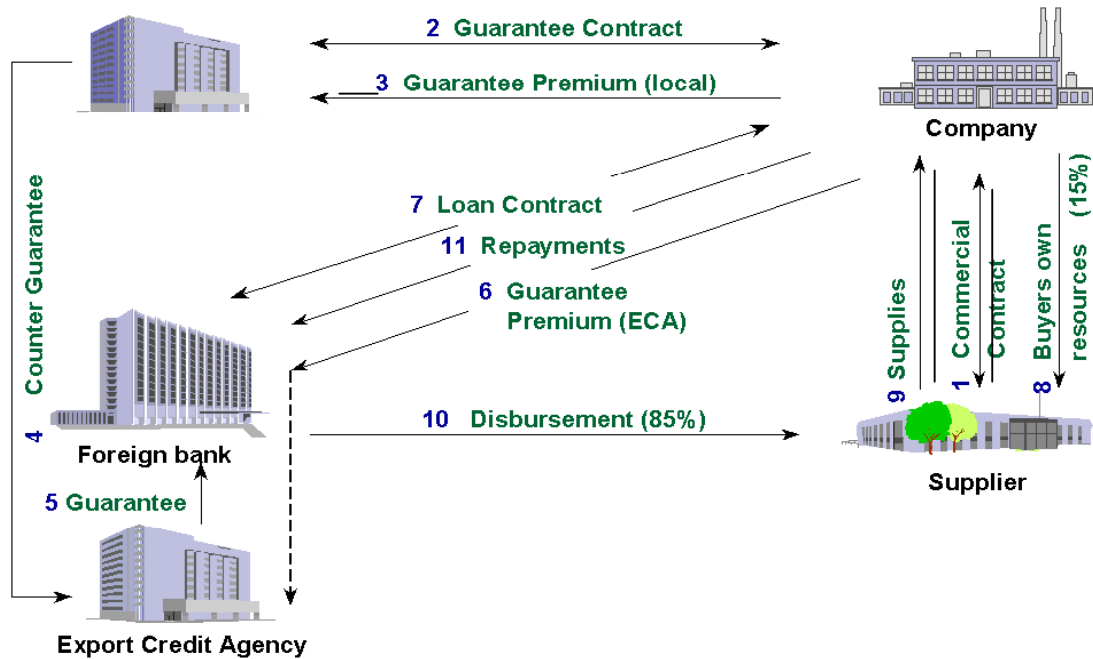 2 Guarantee Contract
3 Guarantee Premium (local)
Company
7 Loan Contract
11 Repayments
6 Guarantee
Premium (ECA)
4 Counter Guarantee
9 Supplies
1 Commercial
Contract
8 Buyers own
resources (15%)
10 Disbursement (85%)
Foreign bank
Supplier
5 Guarantee
Export Credit Agency